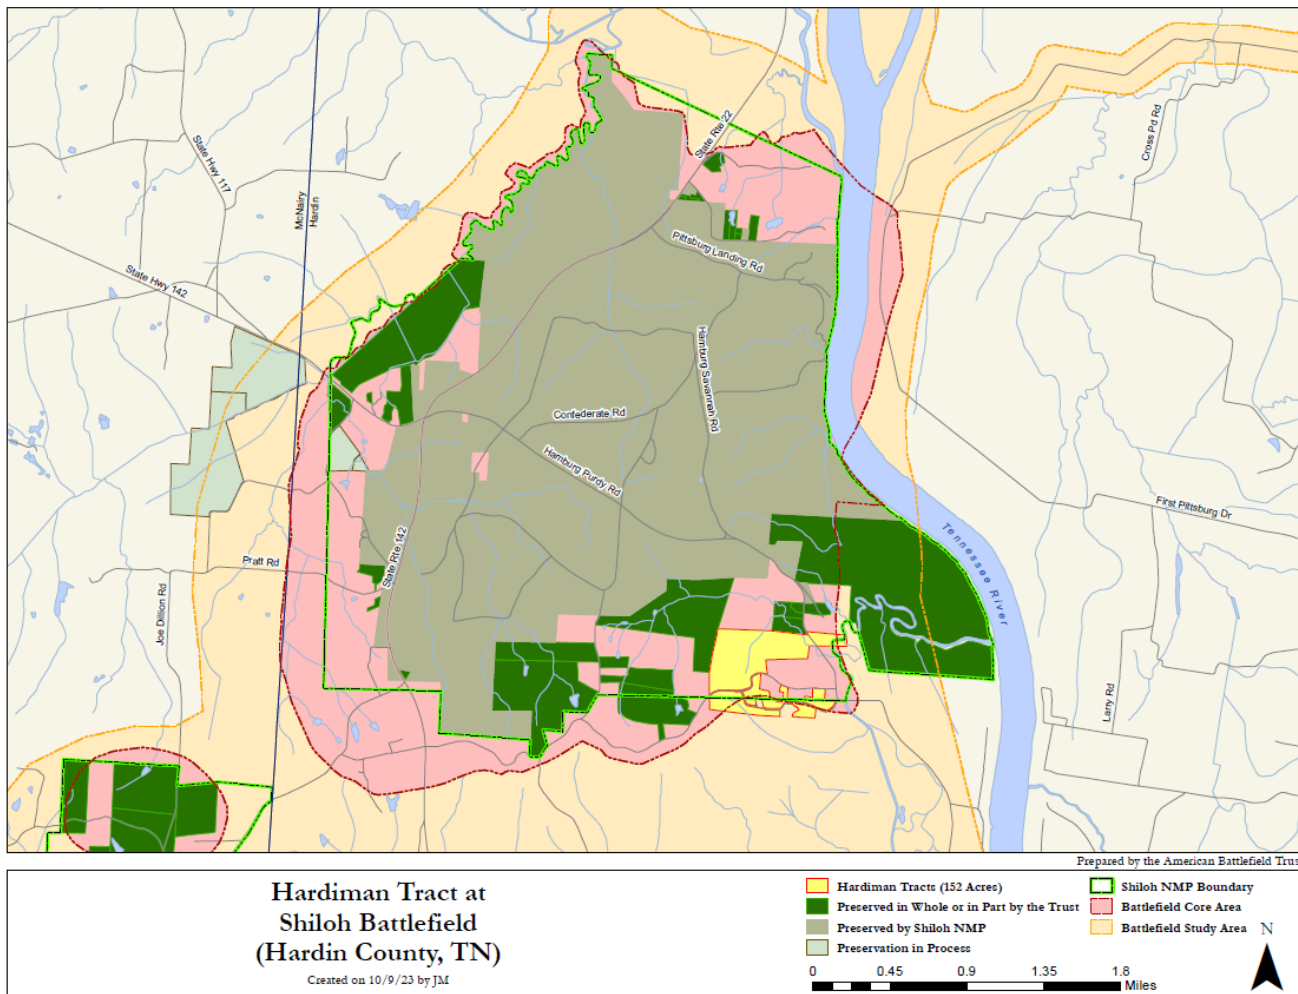 State Rte 22
Cross Pd Rd
State Hwy 117
McNairy
Hardin
Pittsburg Landing Rd
State Hwy 142
Hamburg Savannah Rd
Confederate Rd
Hamburg Purdy Rd
First Pittsburg Dr
Tennessee River
State Rte 142
Pratt Rd
Joe Dillion Rd
Larry Rd
Prepared by the American Battlefield Trus
Hardiman Tract at
Shiloh Battlefield
(Hardin County, TN)
Created on 10/9/23 by JM
Hardiman Tracts (152 Acres)
Preserved in Whole or in Part by the Trust
Preserved by Shiloh NMP
Preservation in Process
Shiloh NMP Boundary
Battlefield Core Area
Battlefield Study Area
N
0 0.45 0.9 1.35 1.8
Miles